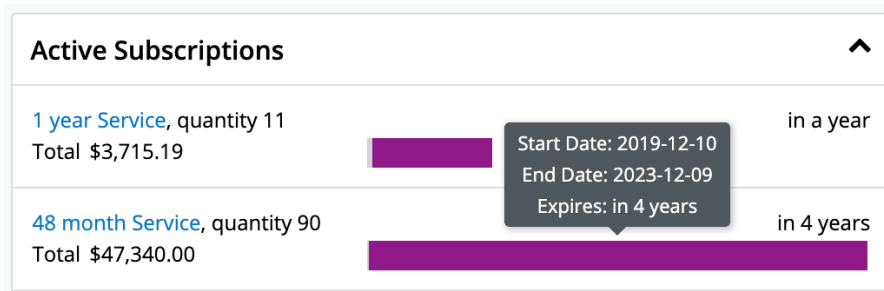 Active Subscriptions
1 year Service, quantity 11
in a year
Total $3,715.19
Start Date: 2019-12-10
End Date: 2023-12-09
Expires: in 4 years
48 month Service, quantity 90
in 4 years
Total $47,340.00